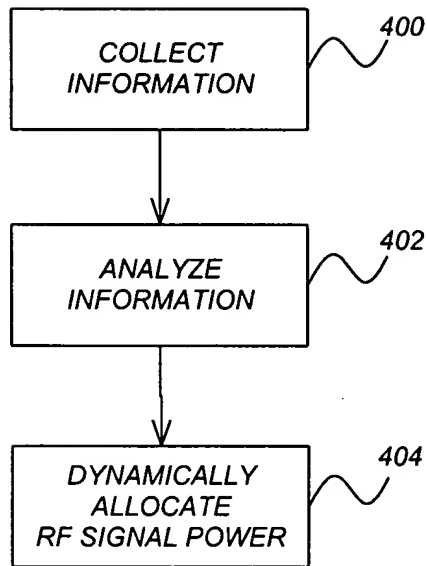 COLLECT
INFORMATION
400
ANALYZE
INFORMATION
402
DYNAMICALLY
ALLOCATE
RF SIGNAL POWER
404